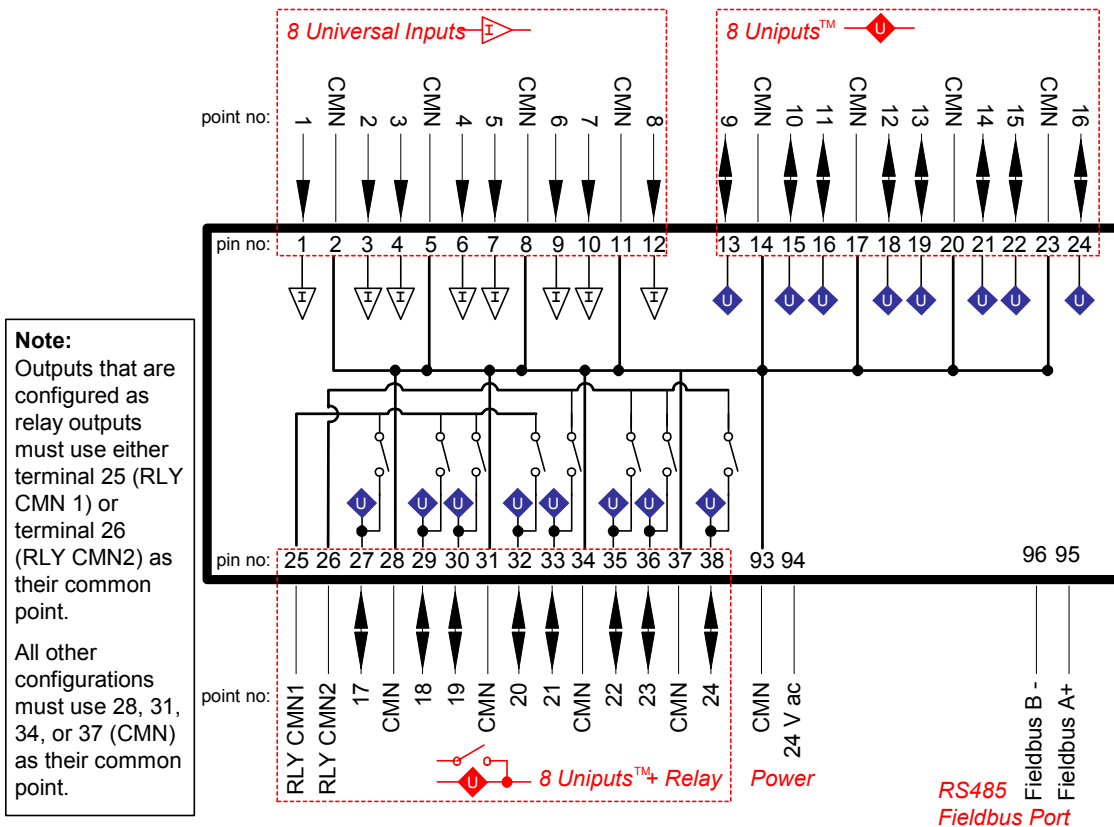 8 Universal Inputs I
8 Uniputs™ U
point no: 1 CMN 2 3 CMN 4 5 CMN 6 7 CMN 8 9 CMN 10 11 CMN 12 13 CMN 14 15 CMN 16
pin no: 1 2 3 4 5 6 7 8 9 10 11 12 13 14 15 16 17 18 19 20 21 22 23 24
I I I I I I I I U U U U U U U U
Note:
Outputs that are
configured as
relay outputs
must use either
terminal 25 (RLY
CMN 1) or
terminal 26
(RLY CMN2) as
their common
point.
All other
configurations
must use 28, 31,
34, or 37 (CMN)
as their common
point.
U U U U U U U U
pin no: 25 26 27 28 29 30 31 32 33 34 35 36 37 38 93 94 96 95
point no: RLY CMN1 RLY CMN2 17 CMN 18 19 CMN 20 21 CMN 22 23 CMN 24 CMN 24 V ac Fieldbus B - Fieldbus A+
U 8 Uniputs™+ Relay
Power
RS485
Fieldbus Port